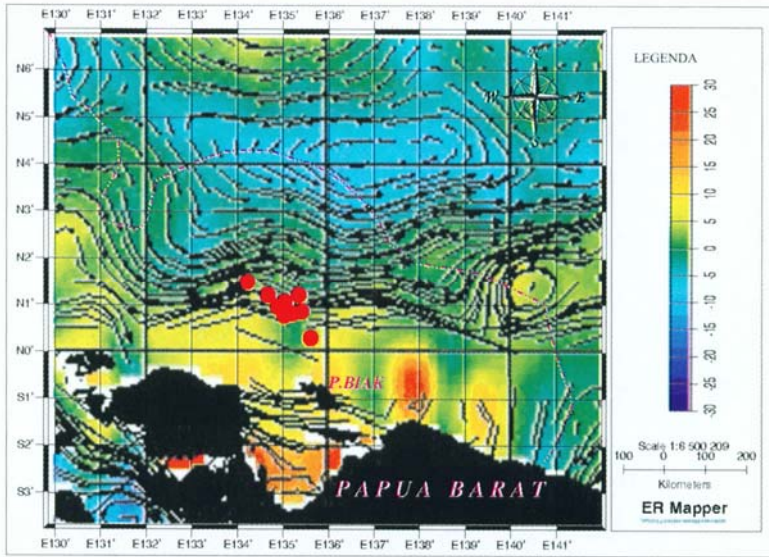 E130° E131° E132° E133° E134° E135° E136° E137° E138° E139° E140° E141°
N6°
N5°
N4°
N3°
N2°
N1°
N0°
S1°
S2°
S3°
E130° E131° E132° E133° E134° E135° E136° E137° E138° E139° E140° E141°
W E
P.BIAK
PAPUA BARAT
LEGENDA
30
25
20
15
10
5
0
-5
-10
-15
-20
-25
-30
Scale 1:6 500 209
100 0 100 200
Kilometers
ER Mapper